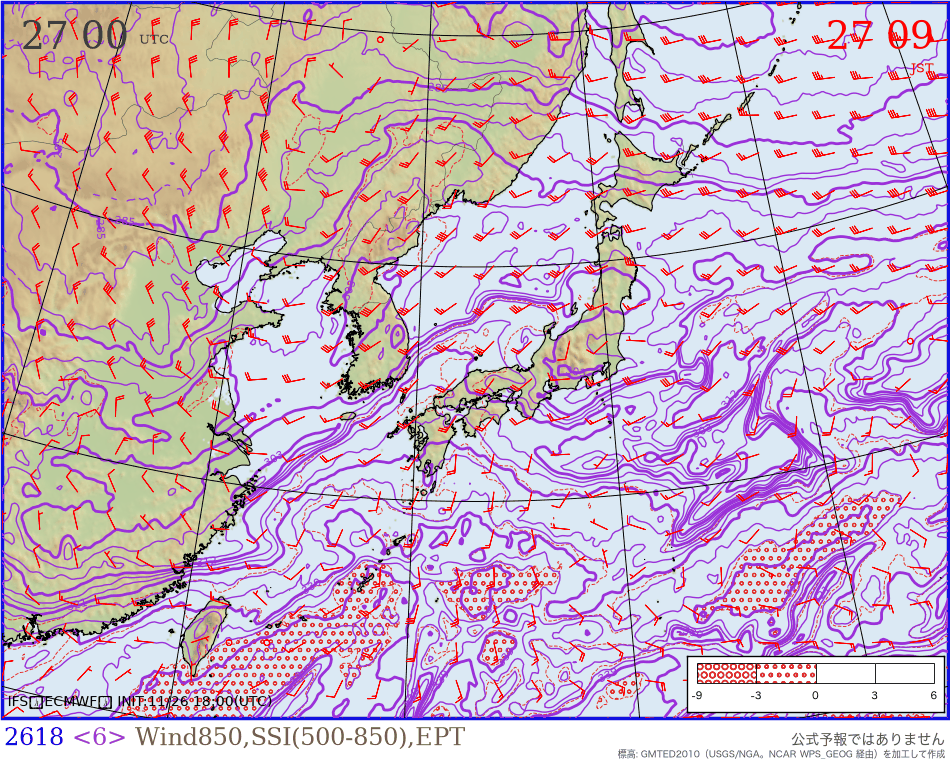 27 00 UTC
27 09 JST
285
285
IFS□ECMWF□ INIT:11/26 18:00(UTC)
-9 -3 0 3 6
2618 <6> Wind850,SSI(500-850),EPT
公式予報ではありません
標高: GMTED2010（USGS/NGA。NCAR WPS_GEOG 経由）を加工して作成